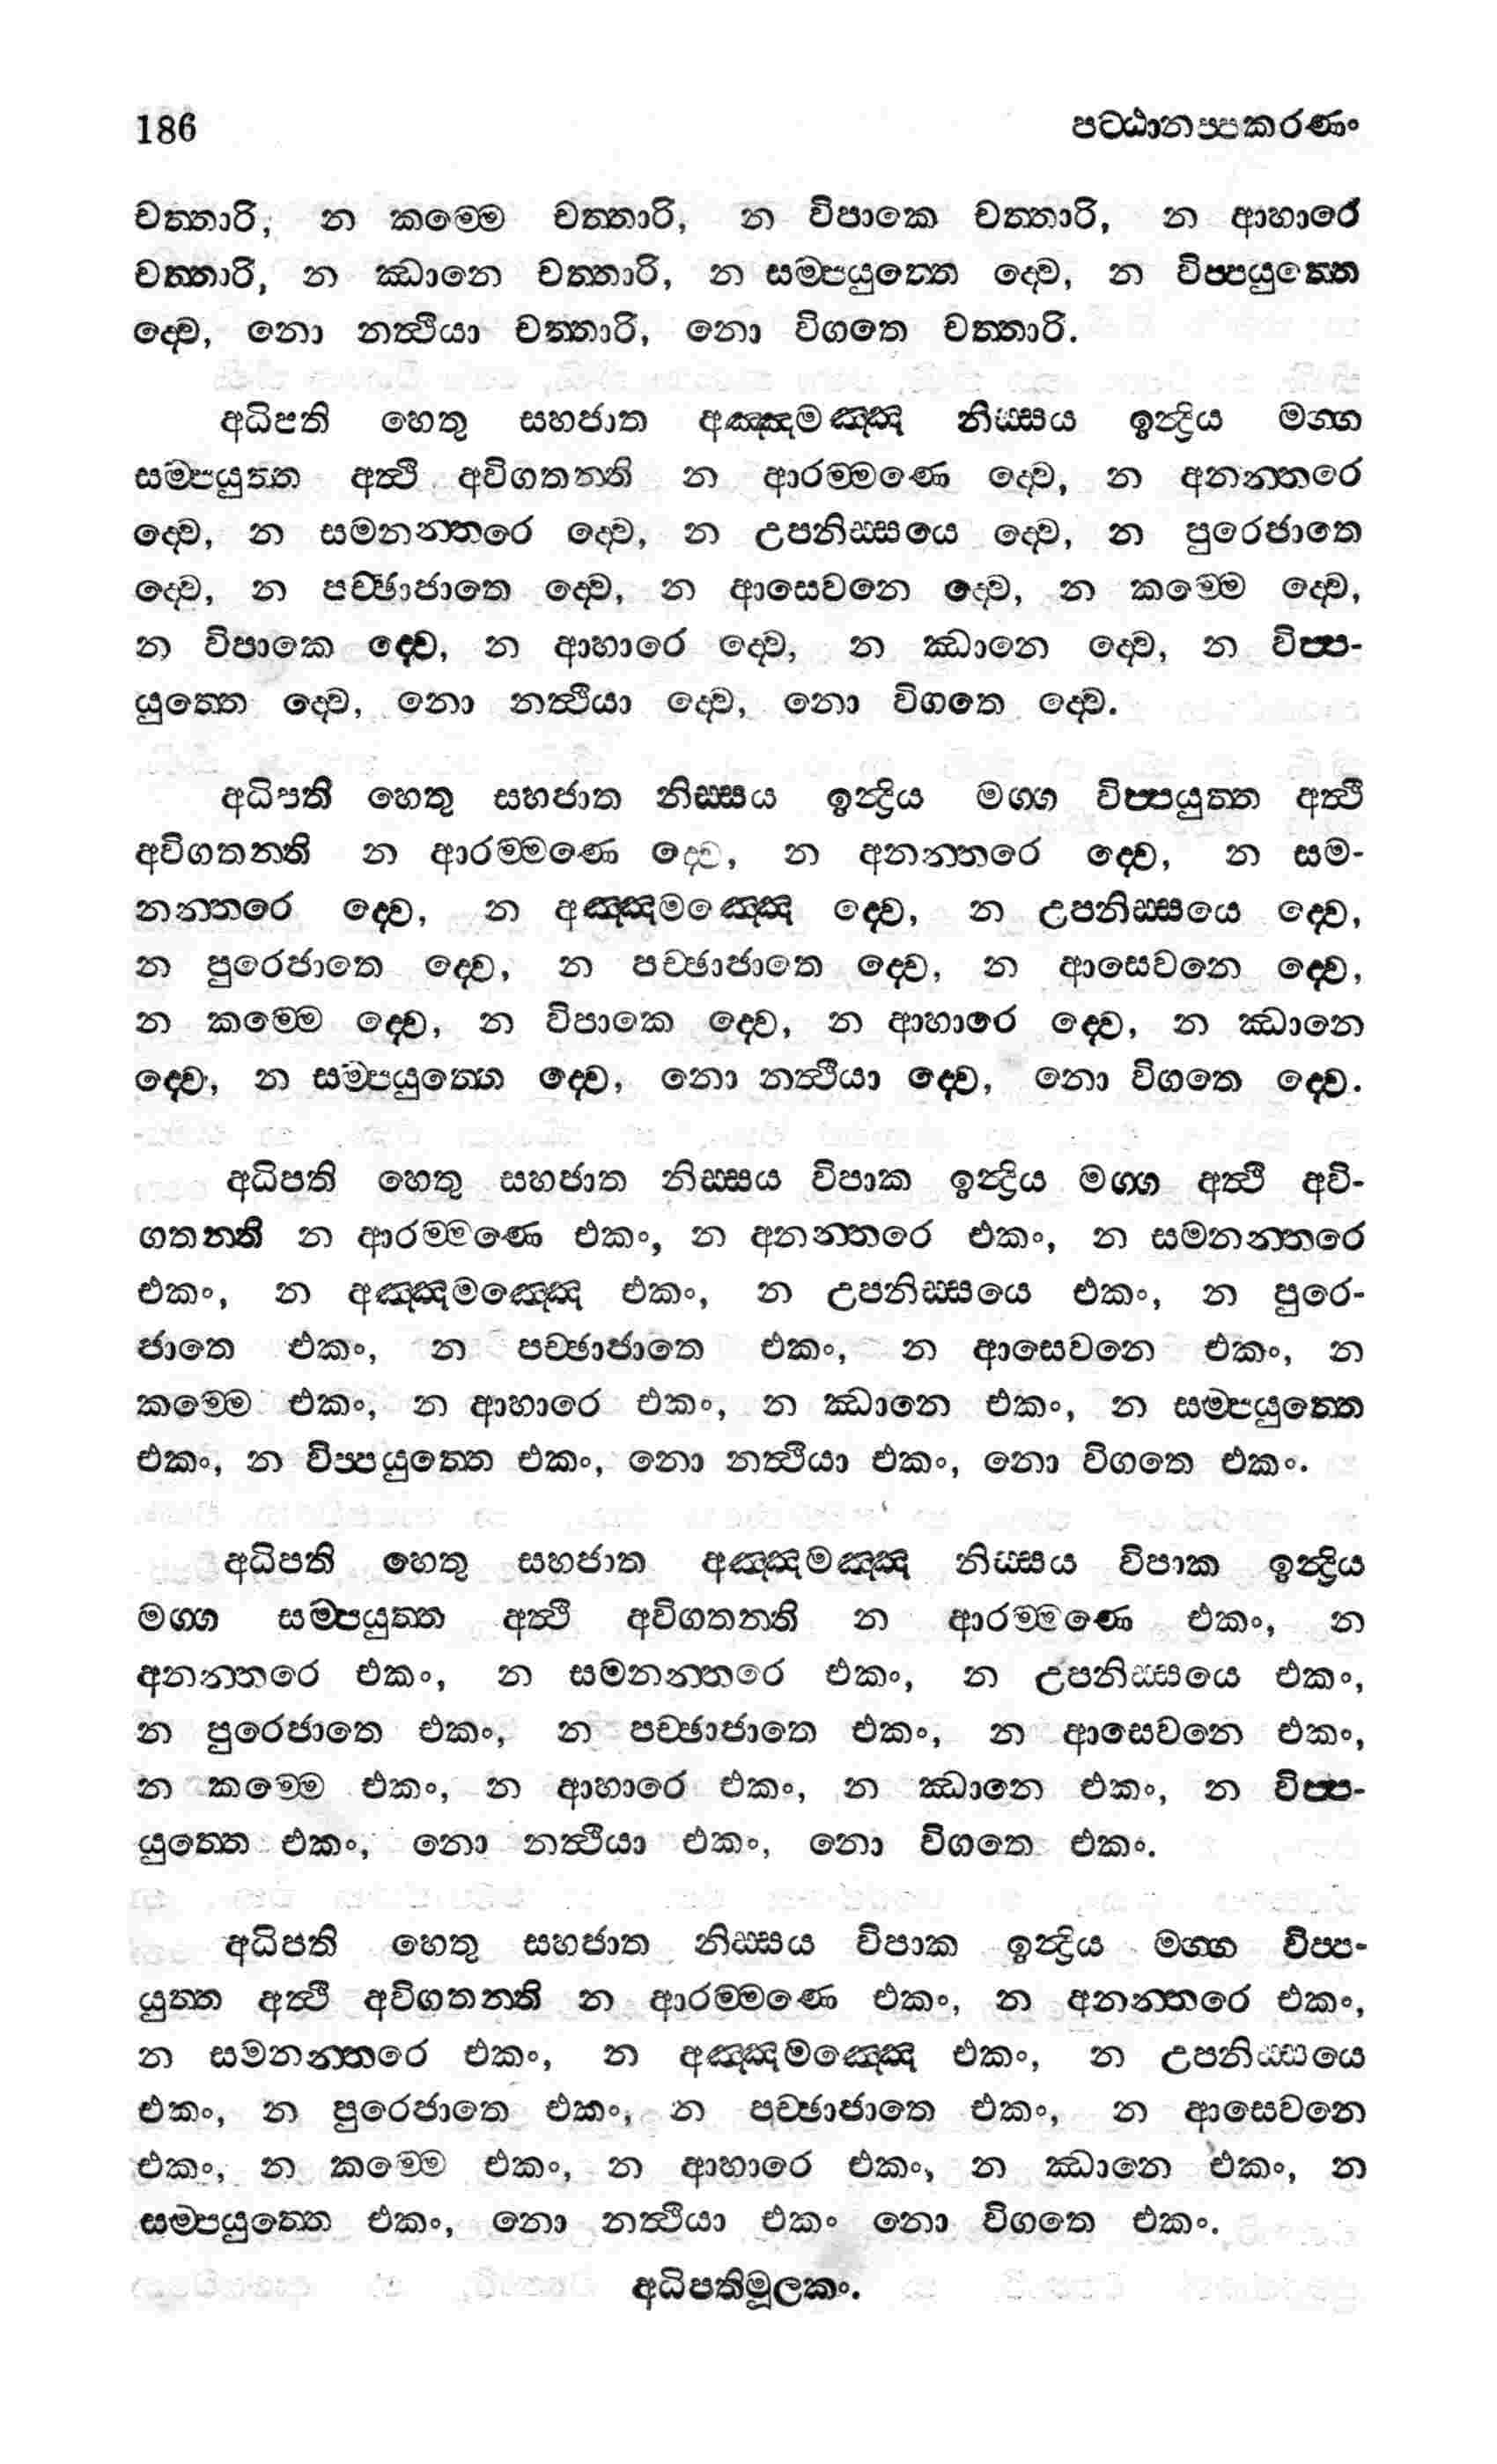 186 පට්ඨානප්පකරණං
චත්තාරි, න කම්මෙ චත්තාරි, න විපාකෙ චත්තාරි, න ආහාරෙ
චත්තාරි, න ඣානෙ චත්තාරි, න සම්පයුත්තෙ ද්වෙ, න විප්පයුත්තෙ
ද්වෙ, නො නත්ථියා චත්තාරි, නො විගතෙ චත්තාරි.
අධිපති හෙතු සහජාත අඤ්ඤමඤ්ඤ නිස්සය ඉන්ද්‍රිය මග්ග
සම්පයුත්ත අත්ථි අවිගතන්ති න ආරම්මණෙ ද්වෙ, න අනන්තරෙ
ද්වෙ, න සමනන්තරෙ ද්වෙ, න උපනිස්සයෙ ද්වෙ, න පුරෙජාතෙ
ද්වෙ, න පච්ඡාජාතෙ ද්වෙ, න ආසෙවනෙ ද්වෙ, න කම්මෙ ද්වෙ,
න විපාකෙ ද්වෙ, න ආහාරෙ ද්වෙ, න ඣානෙ ද්වෙ, න විප්ප-
යුත්තෙ ද්වෙ, නො නත්ථියා ද්වෙ, නො විගතෙ ද්වෙ.
අධිපති හෙතු සහජාත නිස්සය ඉන්ද්‍රිය මග්ග විප්පයුත්ත අත්ථි
අවිගතන්ති න ආරම්මණෙ ද්වෙ, න අනන්තරෙ ද්වෙ, න සම-
නන්තරෙ ද්වෙ, න අඤ්ඤමඤ්ඤෙ ද්වෙ, න උපනිස්සයෙ ද්වෙ,
න පුරෙජාතෙ ද්වෙ, න පච්ඡාජාතෙ ද්වෙ, න ආසෙවනෙ ද්වෙ,
න කම්මෙ ද්වෙ, න විපාකෙ ද්වෙ, න ආහාරෙ ද්වෙ, න ඣානෙ
ද්වෙ, න සම්පයුත්තෙ ද්වෙ, නො නත්ථියා ද්වෙ, නො විගතෙ ද්වෙ.
අධිපති හෙතු සහජාත නිස්සය විපාක ඉන්ද්‍රිය මග්ග අත්ථි අවි-
ගතන්ති න ආරම්මණෙ එකං, න අනන්තරෙ එකං, න සමනන්තරෙ
එකං, න අඤ්ඤමඤ්ඤෙ එකං, න උපනිස්සයෙ එකං, න පුරෙ-
ජාතෙ එකං, න පච්ඡාජාතෙ එකං, න ආසෙවනෙ එකං, න
කම්මෙ එකං, න ආහාරෙ එකං, න ඣානෙ එකං, න සම්පයුත්තෙ
එකං, න විප්පයුත්තෙ එකං, නො නත්ථියා එකං, නො විගතෙ එකං.
අධිපති හෙතු සහජාත අඤ්ඤමඤ්ඤ නිස්සය විපාක ඉන්ද්‍රිය
මග්ග සම්පයුත්ත අත්ථි අවිගතන්ති න ආරම්මණෙ එකං, න
අනන්තරෙ එකං, න සමනන්තරෙ එකං, න උපනිස්සයෙ එකං,
න පුරෙජාතෙ එකං, න පච්ඡාජාතෙ එකං, න ආසෙවනෙ එකං,
න කම්මෙ එකං, න ආහාරෙ එකං, න ඣානෙ එකං, න විප්ප-
යුත්තෙ එකං, නො නත්ථියා එකං, නො විගතෙ එකං.
අධිපති හෙතු සහජාත නිස්සය විපාක ඉන්ද්‍රිය මග්ග විප්ප-
යුත්ත අත්ථි අවිගතන්ති න ආරම්මණෙ එකං, න අනන්තරෙ එකං,
න සමනන්තරෙ එකං, න අඤ්ඤමඤ්ඤෙ එකං, න උපනිස්සයෙ
එකං, න පුරෙජාතෙ එකං, න පච්ඡාජාතෙ එකං, න ආසෙවනෙ
එකං, න කම්මෙ එකං, න ආහාරෙ එකං, න ඣානෙ එකං, න
සම්පයුත්තෙ එකං, නො නත්ථියා එකං නො විගතෙ එකං.
අධිපතිමූලකං.